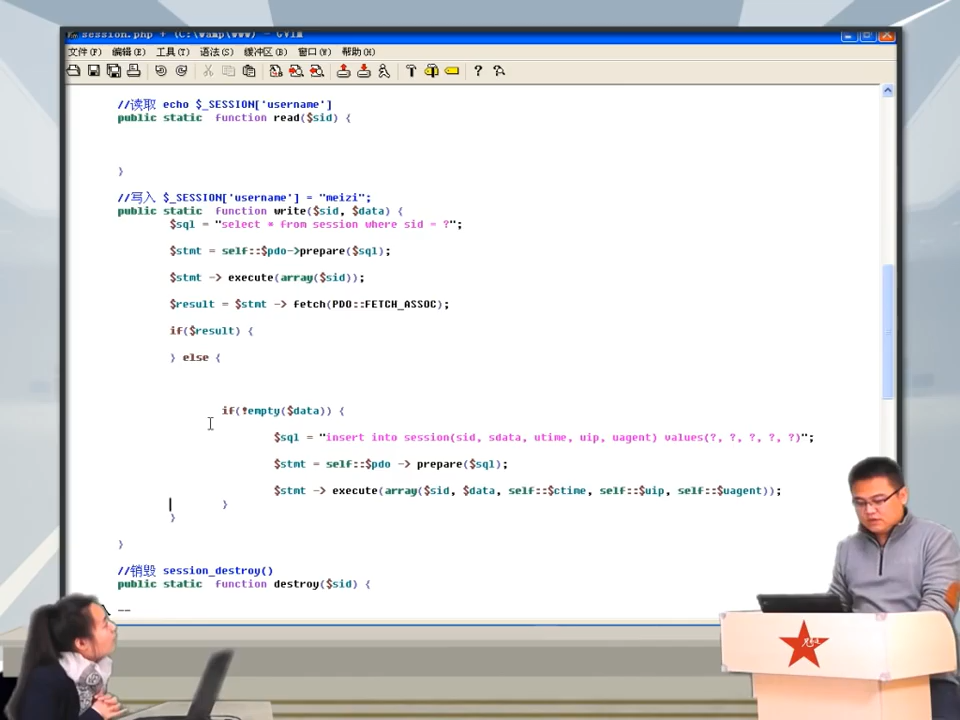 session.php + (C:\wamp\www) - GVIM
文件(F) 编辑(E) 工具(T) 语法(S) 缓冲区(B) 窗口(W) 帮助(H)
//读取 echo $_SESSION['username']
public static function read($sid) {
}
//写入 $_SESSION['username'] = "meizi";
public static function write($sid, $data) {
$sql = "select * from session where sid = ?";
$stmt = self::$pdo->prepare($sql);
$stmt -> execute(array($sid));
$result = $stmt -> fetch(PDO::FETCH_ASSOC);
if($result) {
} else {
if(!empty($data)) {
$sql = "insert into session(sid, sdata, utime, uip, uagent) values(?, ?, ?, ?, ?)";
$stmt = self::$pdo -> prepare($sql);
$stmt -> execute(array($sid, $data, self::$ctime, self::$uip, self::$uagent));
}
}
}
//销毁 session_destroy()
public static function destroy($sid) {
--